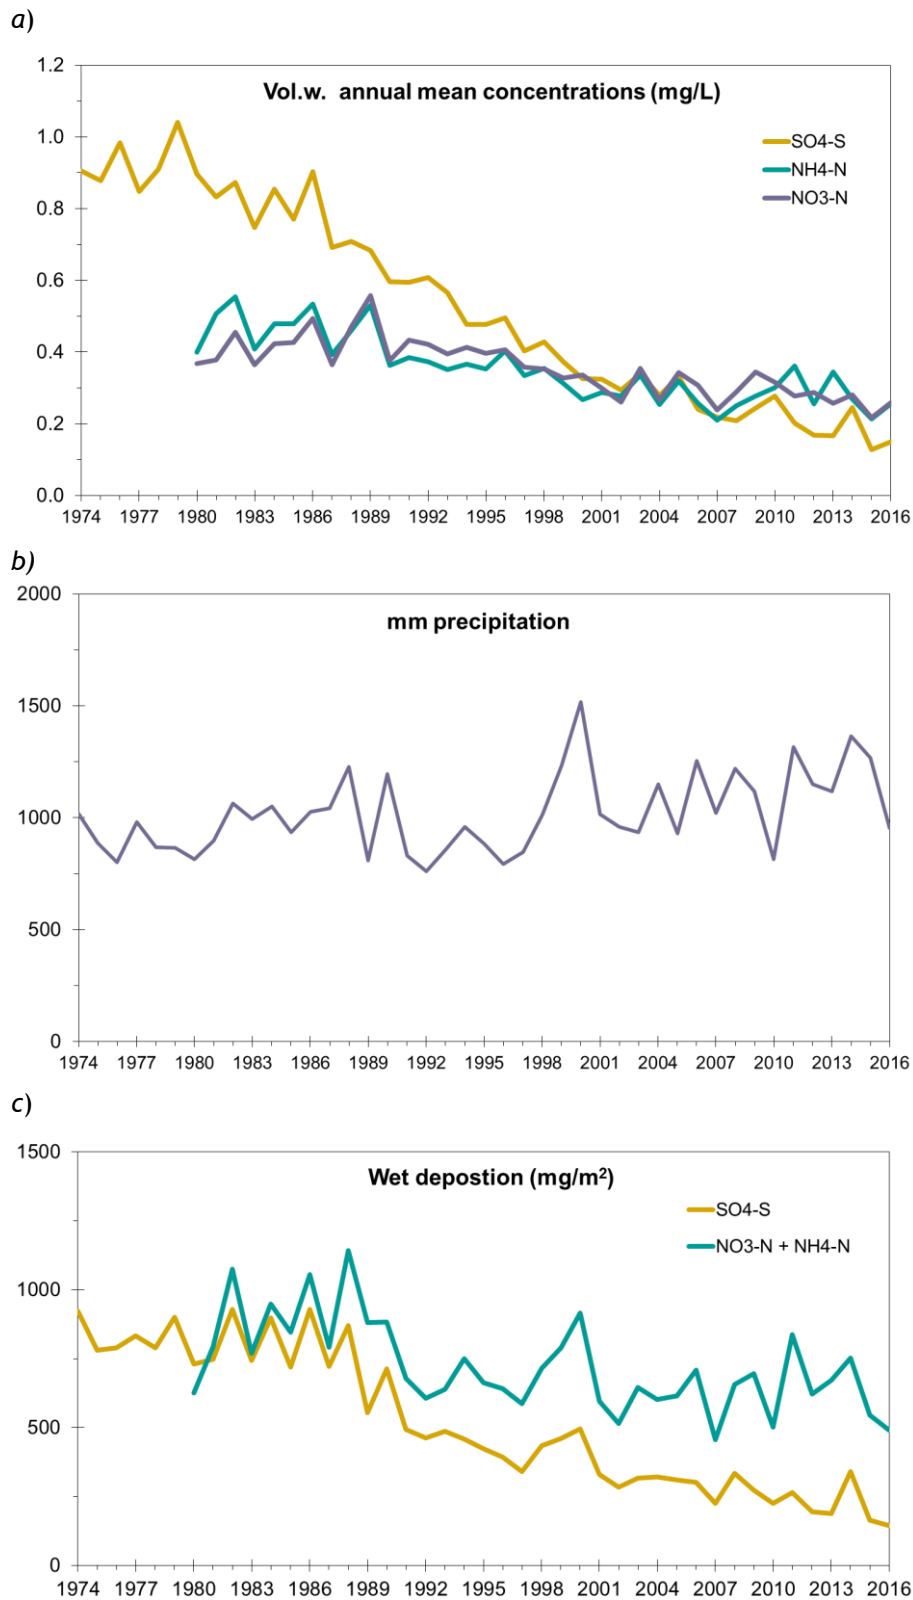 a)
Vol.w. annual mean concentrations (mg/L)
1.2
1.0
0.8
0.6
0.4
0.2
0.0
SO4-S
NH4-N
NO3-N
1974 1977 1980 1983 1986 1989 1992 1995 1998 2001 2004 2007 2010 2013 2016
b)
mm precipitation
2000
1500
1000
500
0
1974 1977 1980 1983 1986 1989 1992 1995 1998 2001 2004 2007 2010 2013 2016
c)
Wet depostion (mg/m²)
1500
1000
500
0
SO4-S
NO3-N + NH4-N
1974 1977 1980 1983 1986 1989 1992 1995 1998 2001 2004 2007 2010 2013 2016